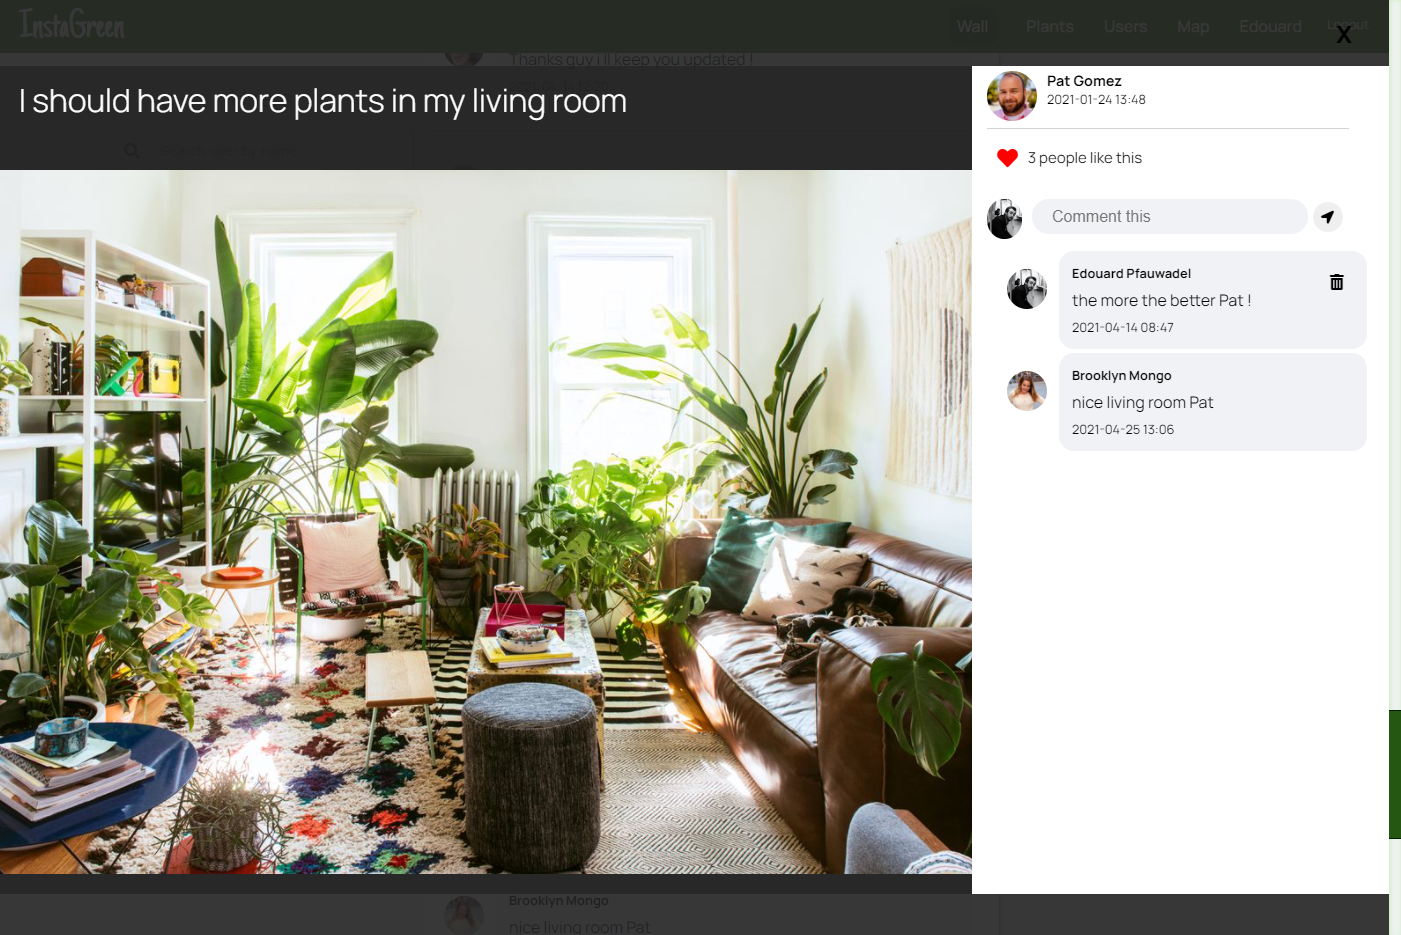 InstaGreen
Wall
Plants
Users
Map
Edouard
Logout
X
Thanks guy i'll keep you updated !
I should have more plants in my living room
Pat Gomez
2021-01-24 13:48
3 people like this
Comment this
Edouard Pfauwadel
the more the better Pat !
2021-04-14 08:47
Brooklyn Mongo
nice living room Pat
2021-04-25 13:06
Brooklyn Mongo
nice living room Pat